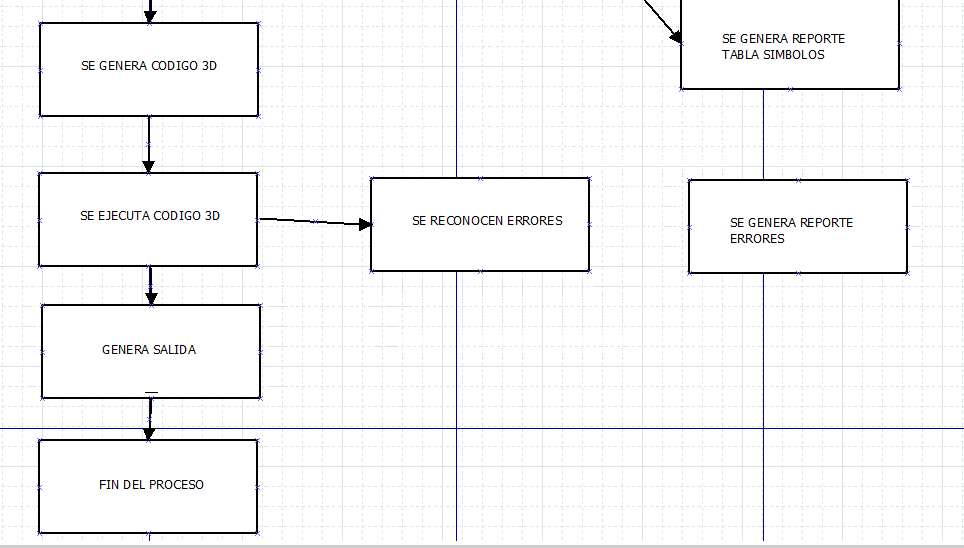 SE GENERA CODIGO 3D
SE GENERA REPORTE
TABLA SIMBOLOS
SE EJECUTA CODIGO 3D
SE RECONOCEN ERRORES
SE GENERA REPORTE
ERRORES
GENERA SALIDA
FIN DEL PROCESO